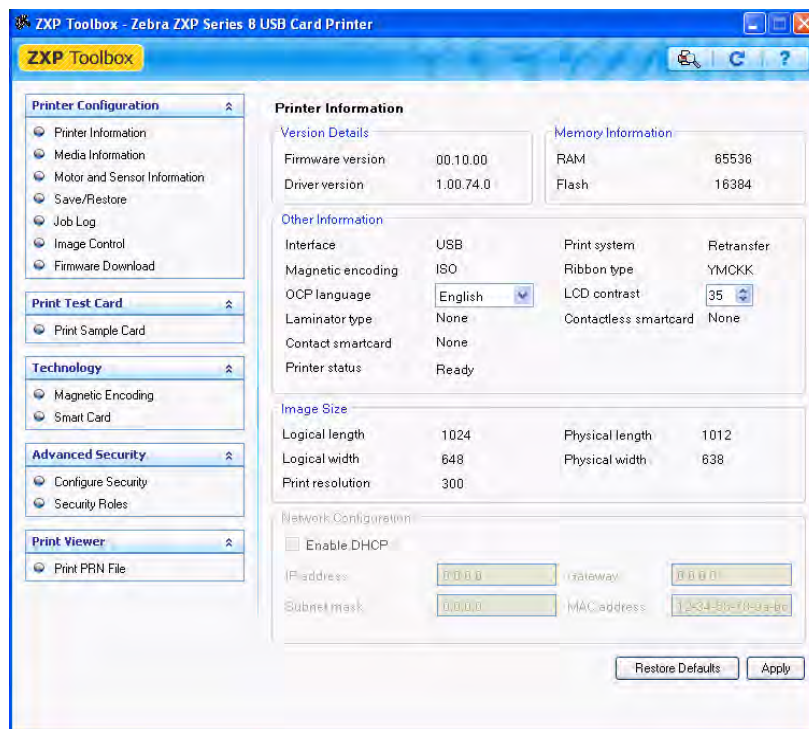 ZXP Toolbox - Zebra ZXP Series 8 USB Card Printer
ZXP Toolbox
?
Printer Configuration
Printer Information
Media Information
Motor and Sensor Information
Save/Restore
Job Log
Image Control
Firmware Download
Print Test Card
Print Sample Card
Technology
Magnetic Encoding
Smart Card
Advanced Security
Configure Security
Security Roles
Print Viewer
Print PRN File
Printer Information
Version Details
Firmware version 00.10.00
Driver version 1.00.74.0
Memory Information
RAM 65536
Flash 16384
Other Information
Interface USB Print system Retransfer
Magnetic encoding ISO Ribbon type YMCKK
OCP language English LCD contrast 35
Laminator type None Contactless smartcard None
Contact smartcard None
Printer status Ready
Image Size
Logical length 1024 Physical length 1012
Logical width 648 Physical width 638
Print resolution 300
Network Configuration
Enable DHCP
IP address 0.0.0.0 Gateway 0.0.0.0
Subnet mask 0.0.0.0 MAC address
Restore Defaults Apply